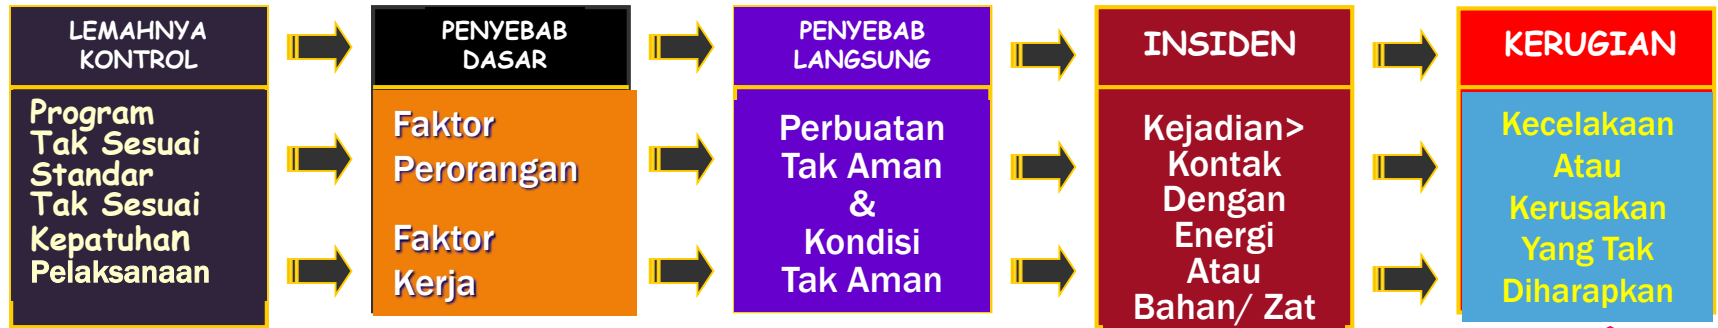 LEMAHNYA
KONTROL
Program
Tak Sesuai
Standar
Tak Sesuai
Kepatuhan
Pelaksanaan
PENYEBAB
DASAR
Faktor
Perorangan
Faktor
Kerja
PENYEBAB
LANGSUNG
Perbuatan
Tak Aman
&
Kondisi
Tak Aman
INSIDEN
Kejadian>
Kontak
Dengan
Energi
Atau
Bahan/ Zat
KERUGIAN
Kecelakaan
Atau
Kerusakan
Yang Tak
Diharapkan